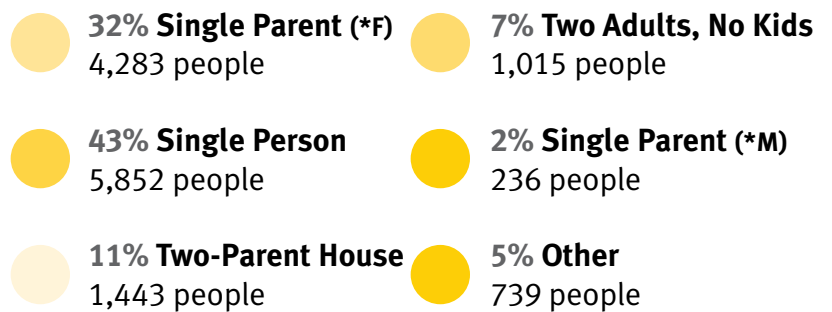 32% Single Parent (*F)
4,283 people
43% Single Person
5,852 people
11% Two-Parent House
1,443 people
7% Two Adults, No Kids
1,015 people
2% Single Parent (*M)
236 people
5% Other
739 people